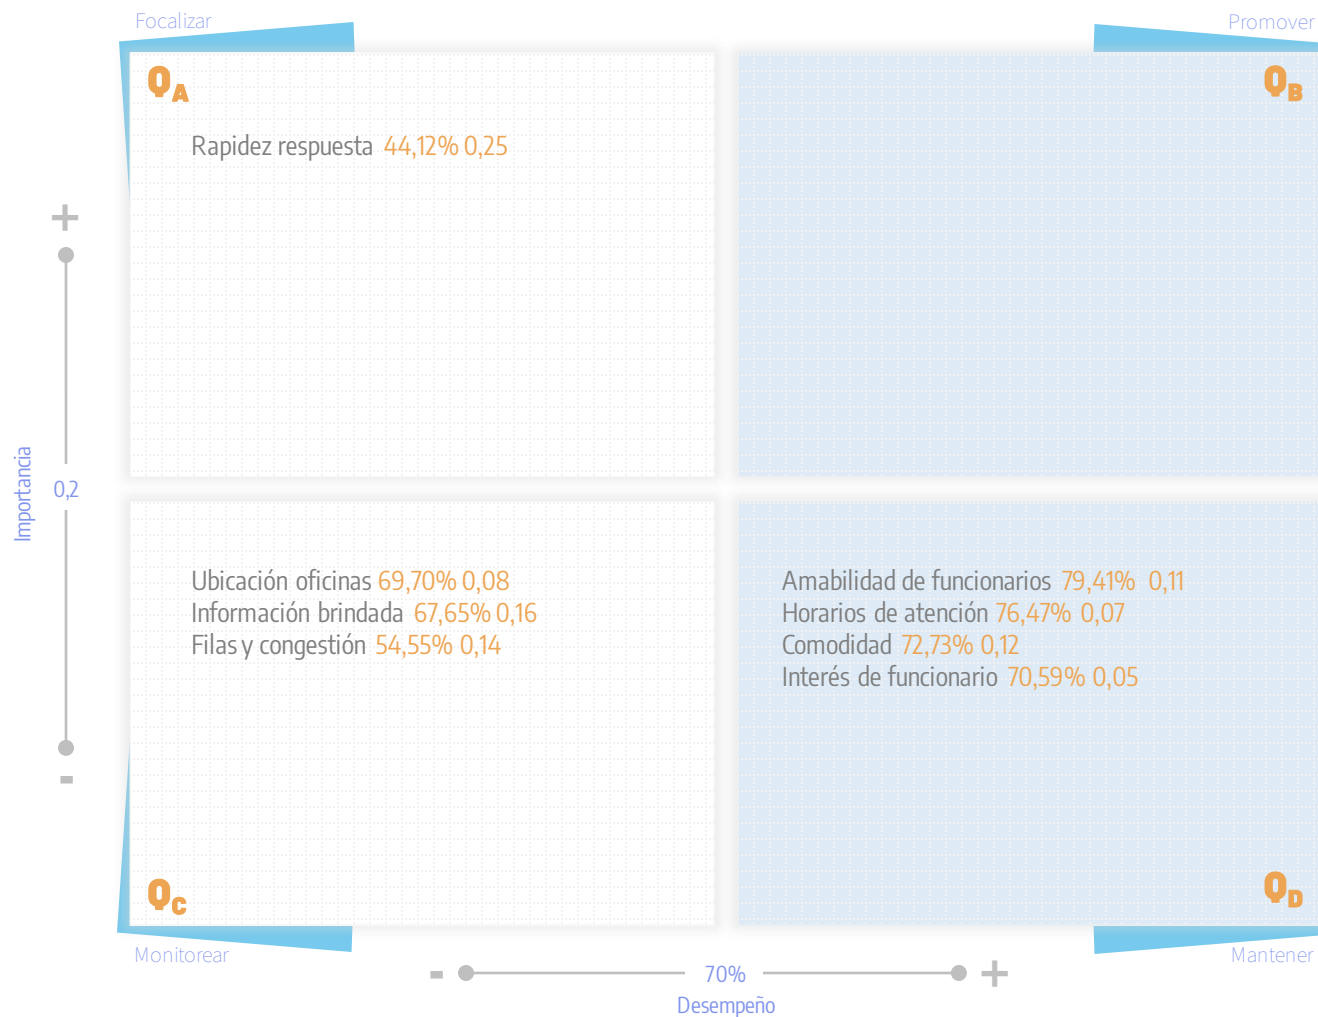 Focalizar
Promover
QA
QB
Rapidez respuesta 44,12% 0,25
+
Importancia
0,2
-
Ubicación oficinas 69,70% 0,08
Información brindada 67,65% 0,16
Filas y congestión 54,55% 0,14
Amabilidad de funcionarios 79,41% 0,11
Horarios de atención 76,47% 0,07
Comodidad 72,73% 0,12
Interés de funcionario 70,59% 0,05
QC
QD
Monitorear
Mantener
- 70% +
Desempeño